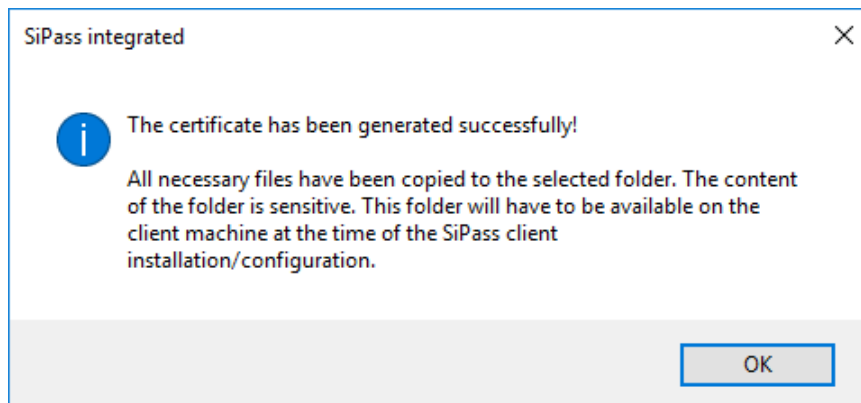 SiPass integrated
The certificate has been generated successfully!
All necessary files have been copied to the selected folder. The content
of the folder is sensitive. This folder will have to be available on the
client machine at the time of the SiPass client
installation/configuration.
OK